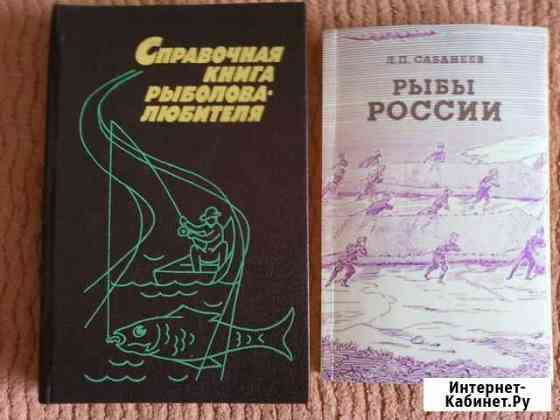 Справочная
книга
рыболова-
любителя
Л.П. САБАНЕЕВ
РЫБЫ
РОССИИ
Интернет-
Кабинет.Ру